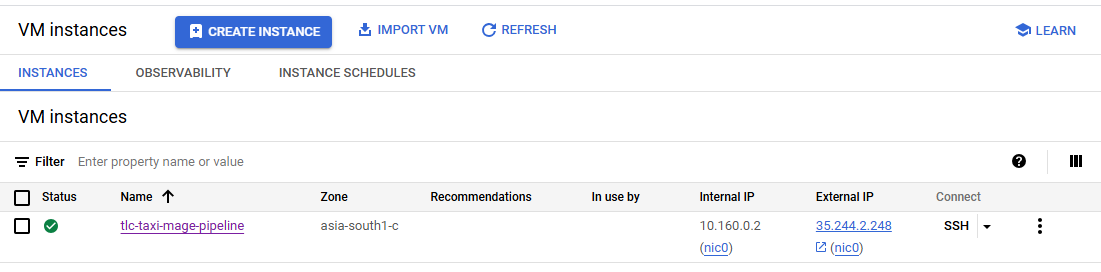 VM instances CREATE INSTANCE IMPORT VM REFRESH LEARN
INSTANCES OBSERVABILITY INSTANCE SCHEDULES
VM instances
Filter Enter property name or value
Status Name Zone Recommendations In use by Internal IP External IP Connect
tlc-taxi-mage-pipeline asia-south1-c 10.160.0.2 35.244.2.248 SSH
(nic0) (nic0)